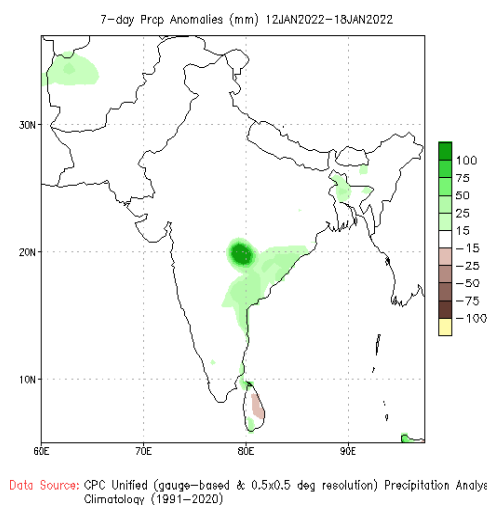 7-day Prcp Anomalies (mm) 12JAN2022-18JAN2022
30N
20N
10N
60E 70E 80E 90E
100
75
50
25
15
-15
-25
-50
-75
-100
Data Source: CPC Unified (gauge-based & 0.5x0.5 deg resolution) Precipitation Analys
Climatology (1991-2020)